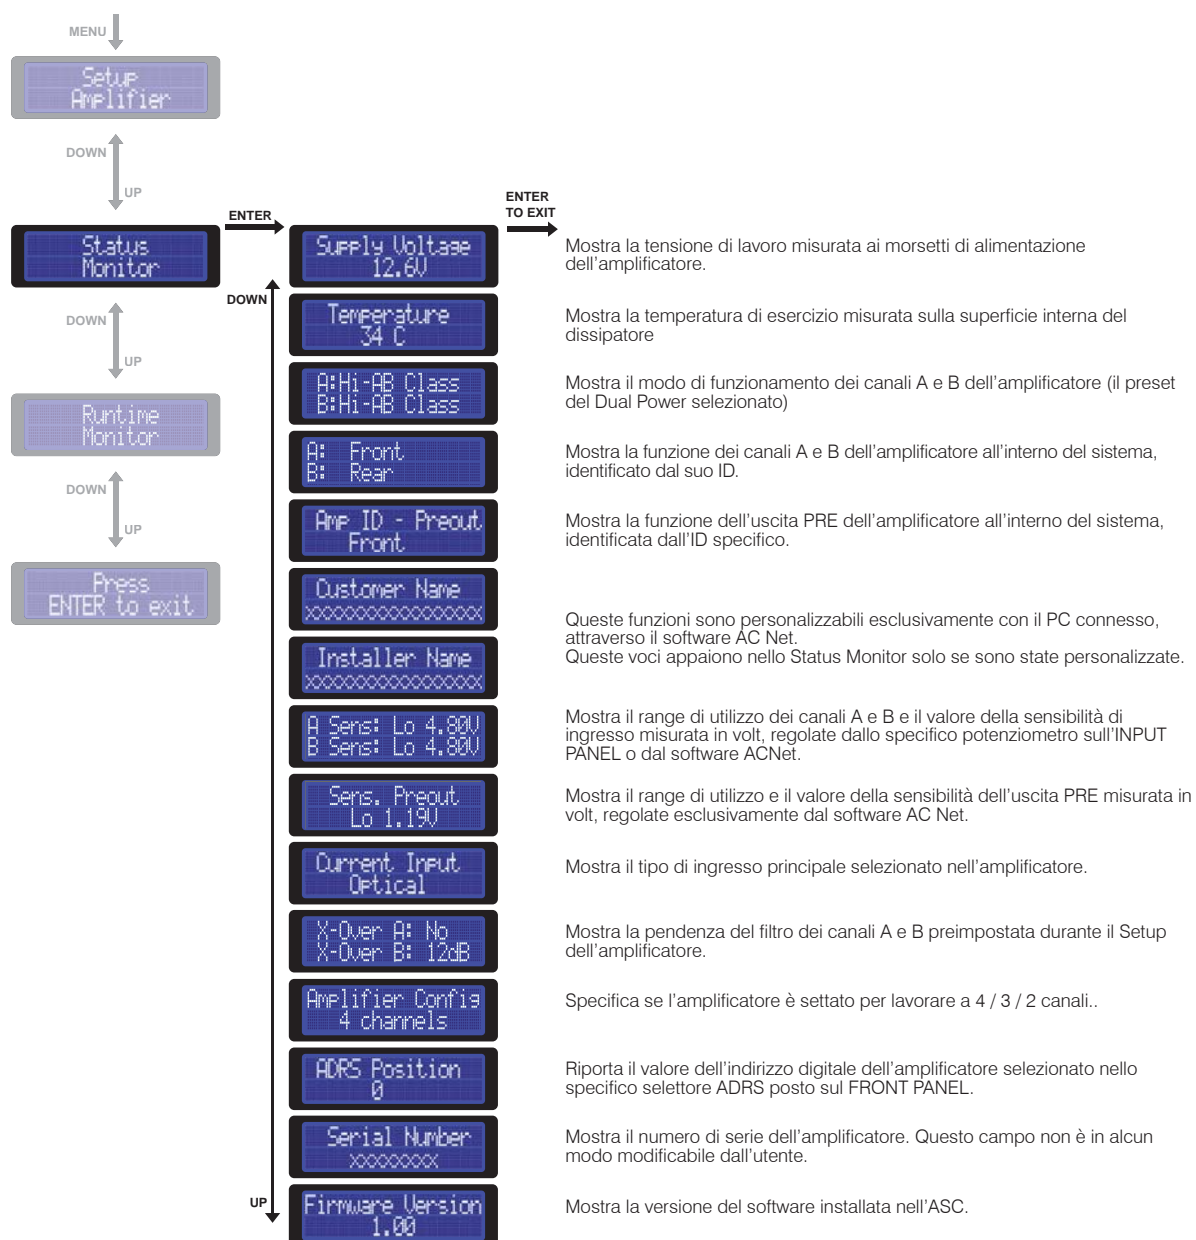 MENU
Setup
Amplifier
DOWN
UP
Status
Monitor
ENTER
DOWN
UP
Runtime
Monitor
DOWN
UP
Press
ENTER to exit
DOWN
UP
ENTER
TO EXIT
Supply Voltage
12.6V
Mostra la tensione di lavoro misurata ai morsetti di alimentazione
dell'amplificatore.
Temperature
34 C
Mostra la temperatura di esercizio misurata sulla superficie interna del
dissipatore
A:Hi-AB Class
B:Hi-AB Class
Mostra il modo di funzionamento dei canali A e B dell'amplificatore (il preset
del Dual Power selezionato)
A: Front
B: Rear
Mostra la funzione dei canali A e B dell'amplificatore all'interno del sistema,
identificato dal suo ID.
Amp ID - Preout
Front
Mostra la funzione dell'uscita PRE dell'amplificatore all'interno del sistema,
identificata dall'ID specifico.
Customer Name
xxxxxxxxxxxxxxxx
Installer Name
xxxxxxxxxxxxxxxx
Queste funzioni sono personalizzabili esclusivamente con il PC connesso,
attraverso il software AC Net.
Queste voci appaiono nello Status Monitor solo se sono state personalizzate.
A Sens: Lo 4.80V
B Sens: Lo 4.80V
Mostra il range di utilizzo dei canali A e B e il valore della sensibilità di
ingresso misurata in volt, regolate dallo specifico potenziometro sull'INPUT
PANEL o dal software ACNet.
Sens. Preout
Lo 1.19V
Mostra il range di utilizzo e il valore della sensibilità dell'uscita PRE misurata in
volt, regolate esclusivamente dal software AC Net.
Current Input
Optical
Mostra il tipo di ingresso principale selezionato nell'amplificatore.
X-Over A: No
X-Over B: 12dB
Mostra la pendenza del filtro dei canali A e B preimpostata durante il Setup
dell'amplificatore.
Amplifier Config
4 channels
Specifica se l'amplificatore è settato per lavorare a 4 / 3 / 2 canali..
ADRS Position
0
Riporta il valore dell'indirizzo digitale dell'amplificatore selezionato nello
specifico selettore ADRS posto sul FRONT PANEL.
Serial Number
xxxxxxxx
Mostra il numero di serie dell'amplificatore. Questo campo non è in alcun
modo modificabile dall'utente.
Firmware Version
1.00
Mostra la versione del software installata nell'ASC.